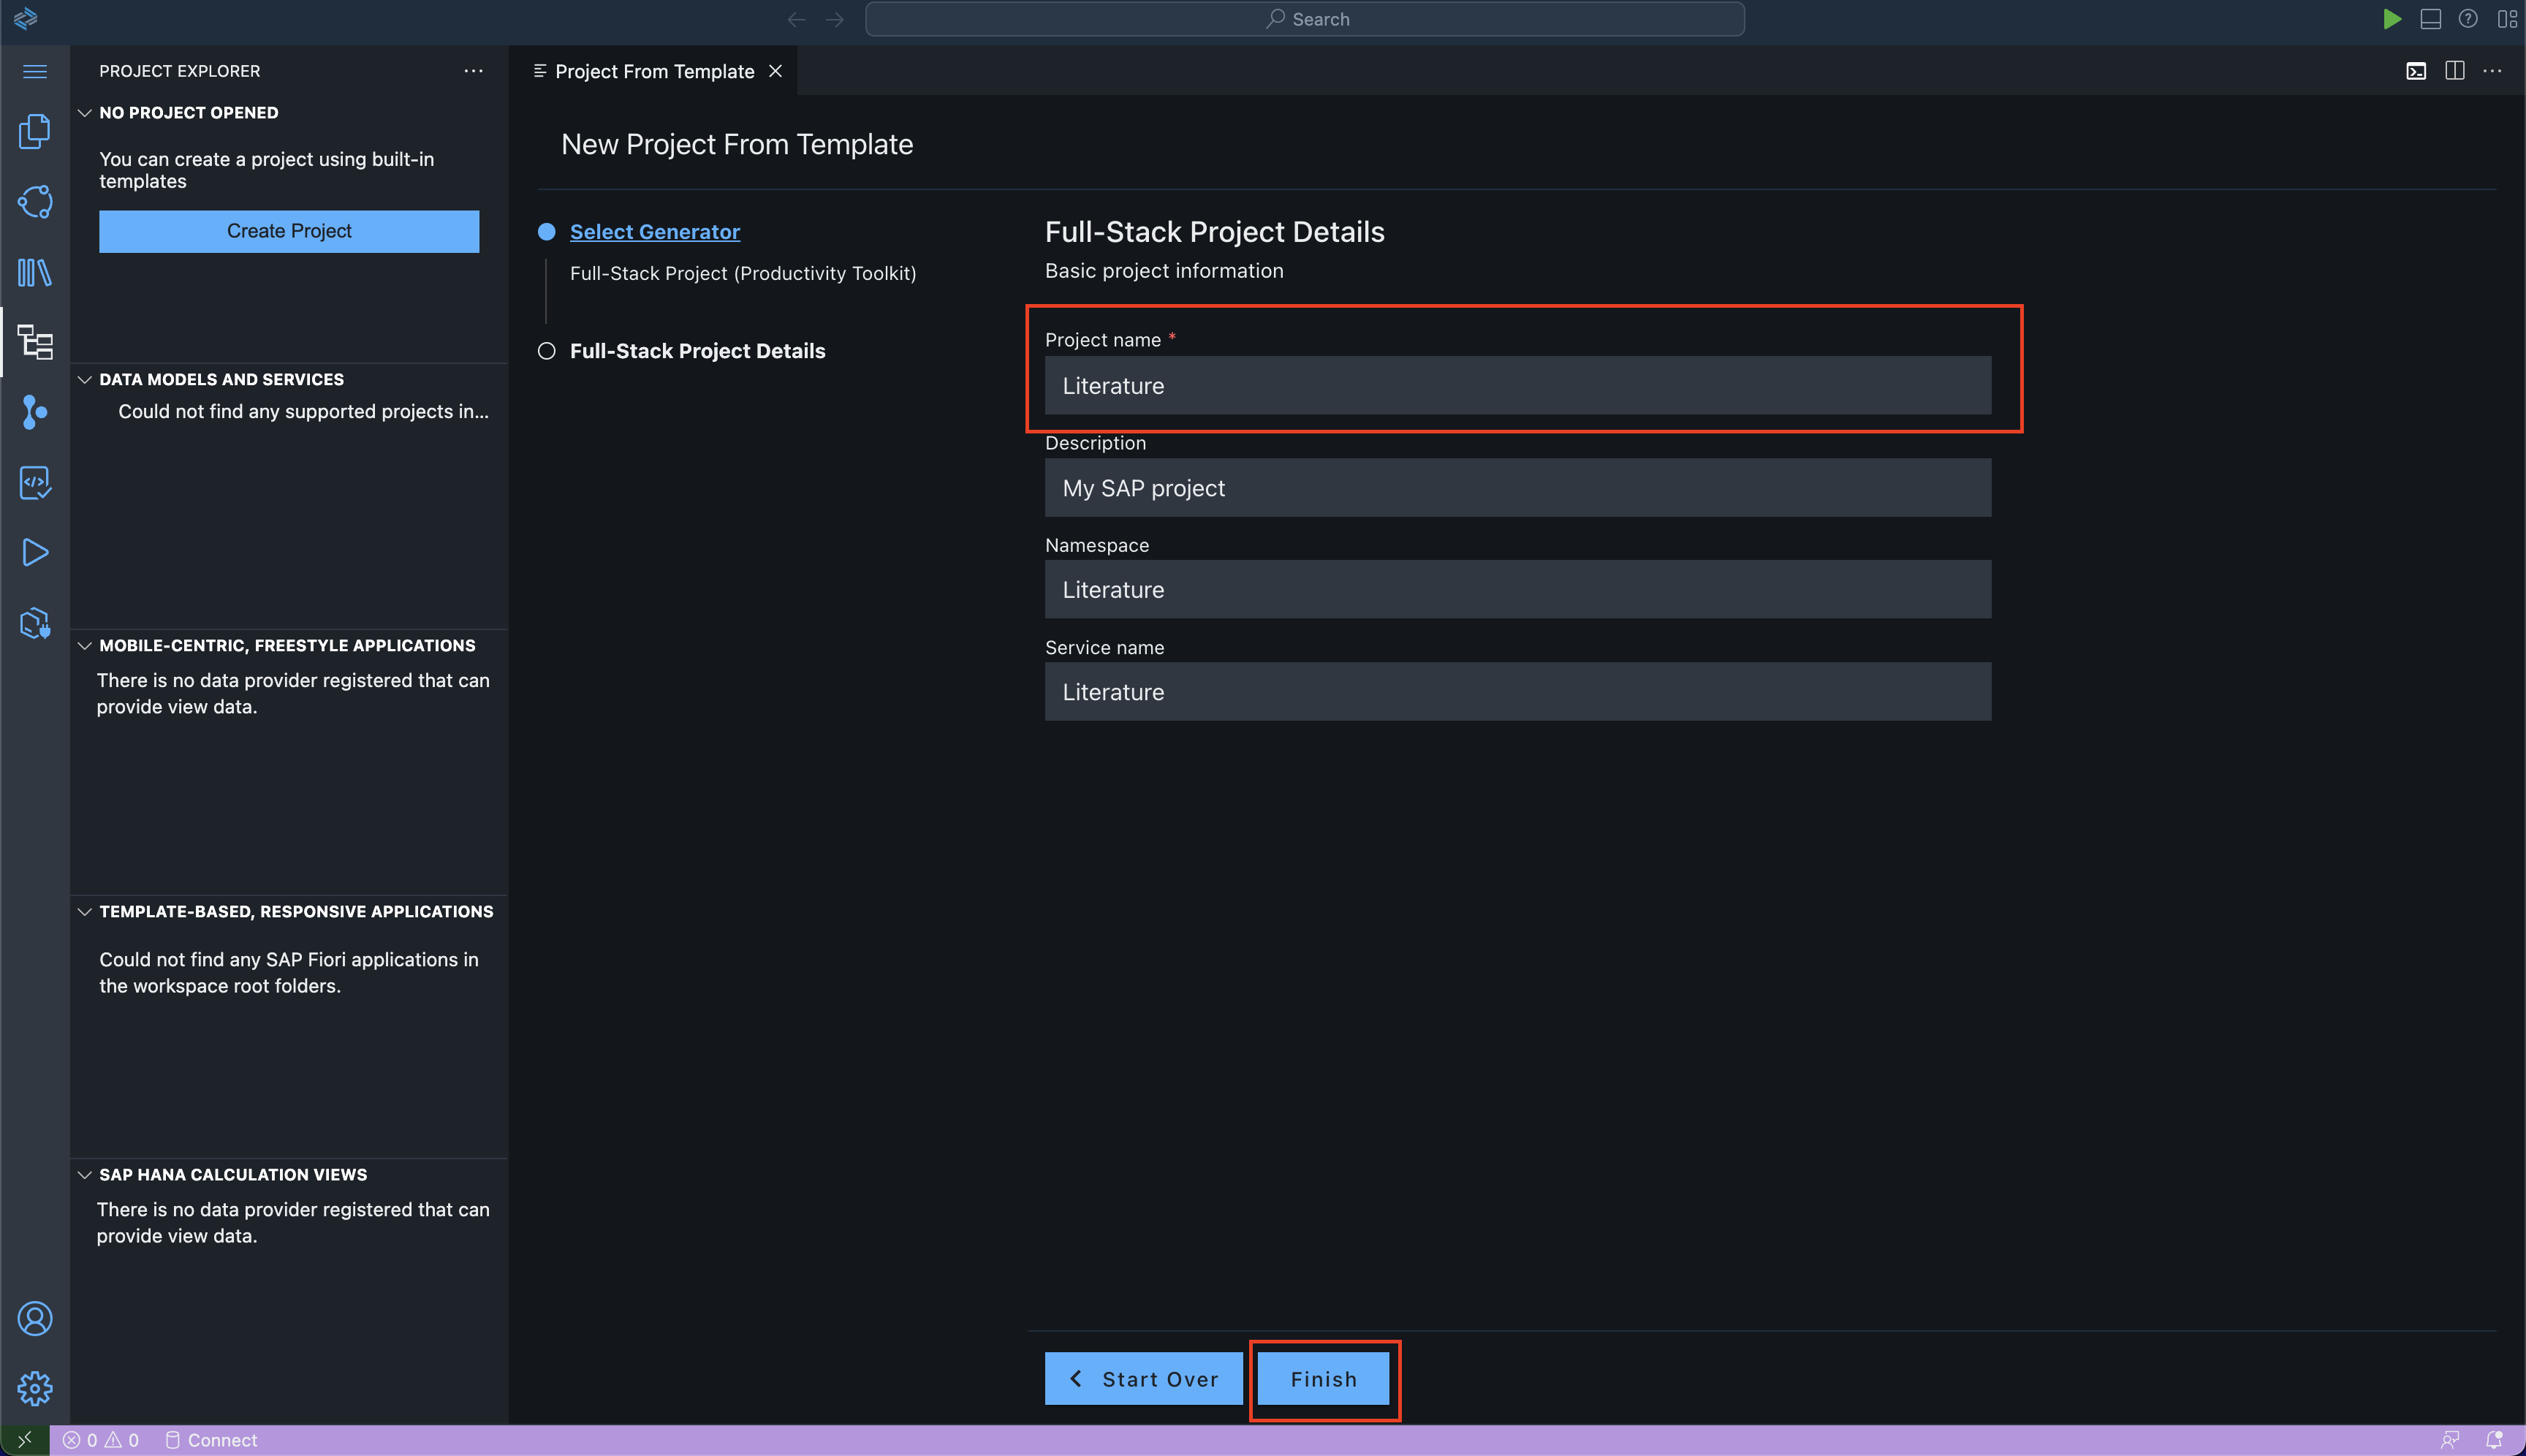 Search
PROJECT EXPLORER
NO PROJECT OPENED
You can create a project using built-in
templates
Create Project
DATA MODELS AND SERVICES
Could not find any supported projects in...
MOBILE-CENTRIC, FREESTYLE APPLICATIONS
There is no data provider registered that can
provide view data.
TEMPLATE-BASED, RESPONSIVE APPLICATIONS
Could not find any SAP Fiori applications in
the workspace root folders.
SAP HANA CALCULATION VIEWS
There is no data provider registered that can
provide view data.
Project From Template
New Project From Template
Select Generator
Full-Stack Project (Productivity Toolkit)
Full-Stack Project Details
Full-Stack Project Details
Basic project information
Project name *
Literature
Description
My SAP project
Namespace
Literature
Service name
Literature
Start Over
Finish
0 0 Connect